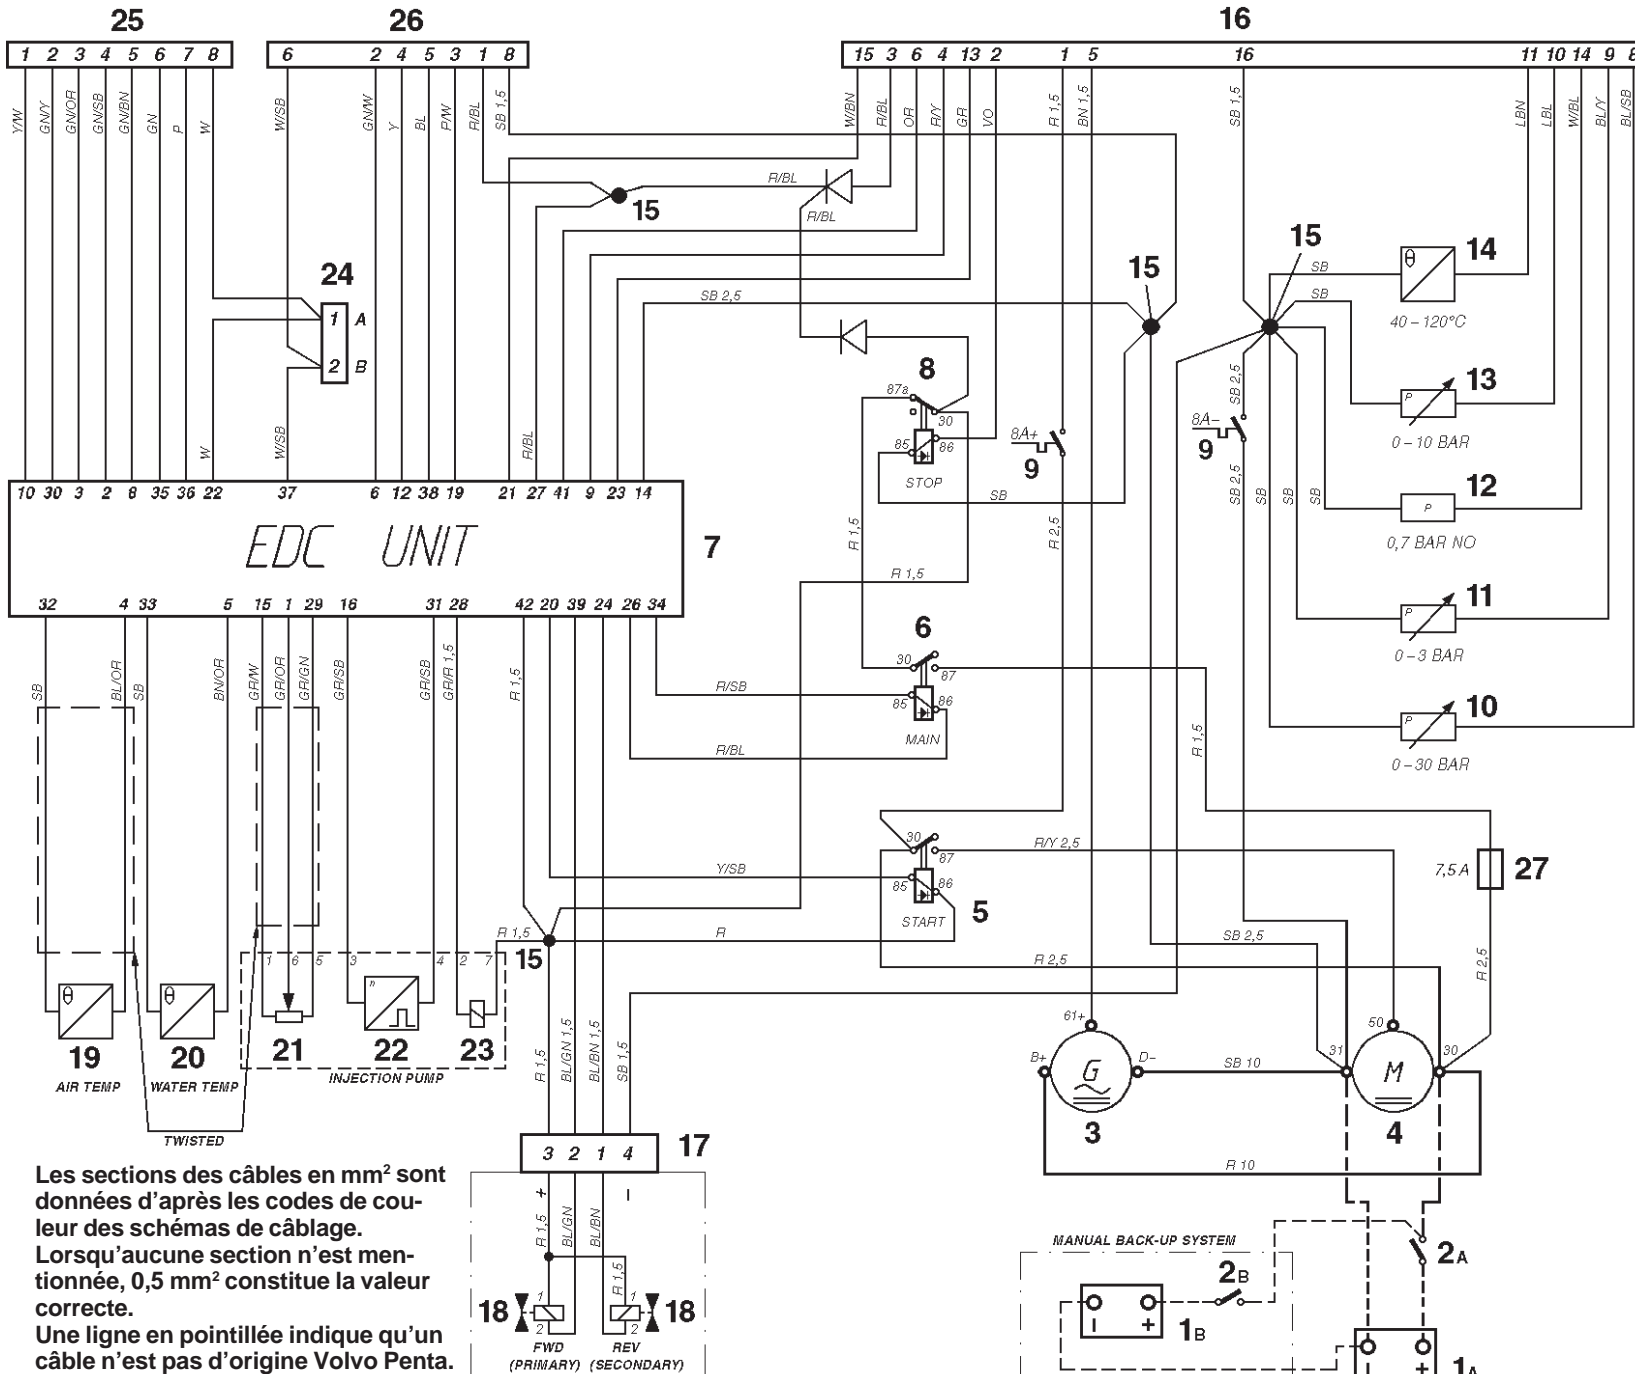 25 26 16
1 2 3 4 5 6 7 8 6 2 4 5 3 1 8 15 3 6 4 13 2 1 5 16 11 10 14 9 8
Y/W GN/Y GN/OR GN/SB GN/BN GN P W W/SB GN/W Y BL P/W R/BL SB 1,5 W/BN R/BL OR R/Y GR VO R 1,5 BN 1,5 SB 1,5 LBN LBL W/BL BL/Y BL/SB
R/BL
15
R/BL
15
15
SB
14
24
SB 2,5
SB
1 A
40–120°C
2 B
8
87a
30
SB 2,5
13
P
0–10 BAR
8A+
9
8A–
9
85
86
STOP
W
W/SB
R/BL
SB
SB 2,5
SB
SB
12
P
0,7 BAR NO
10 30 3 2 8 35 36 22 37 6 12 38 19 21 27 41 9 23 14
EDC UNIT
7
R 1,5
R 2,5
R 1,5
11
P
0–3 BAR
32 4 33 5 15 1 29 16 31 28 42 20 39 24 26 34
6
30
87
SB BL/OR SB BN/OR GR/W GR/OR GR/GN GR/SB GR/SB GR/R 1,5 R 1,5
R/SB
85
86
MAIN
R/BL
R 1,5
10
P
0–30 BAR
30
87
R/Y 2,5
Y/SB
85
86
START
5
7,5 A
27
R 1,5
R
SB 2,5
R 2,5
R 2,5
15
1 6 5 3 4 2 7
n
19 20 21 22 23
AIR TEMP WATER TEMP INJECTION PUMP
TWISTED
R 1,5 BL/GN 1,5 BL/BN 1,5 SB 1,5
61+
B+
G
D–
SB 10
31
50
M
30
3
4
R 10
3 2 1 4
17
+ –
R 1,5 BL/GN BL/BN R 1,5
18
1
2
1
2
18
FWD REV
(PRIMARY) (SECONDARY)
MANUAL BACK-UP SYSTEM
2B
2A
– +
1B
– +
1A
Les sections des câbles en mm² sont
données d'après les codes de cou-
leur des schémas de câblage.
Lorsqu'aucune section n'est men-
tionnée, 0,5 mm² constitue la valeur
correcte.
Une ligne en pointillée indique qu'un
câble n'est pas d'origine Volvo Penta.